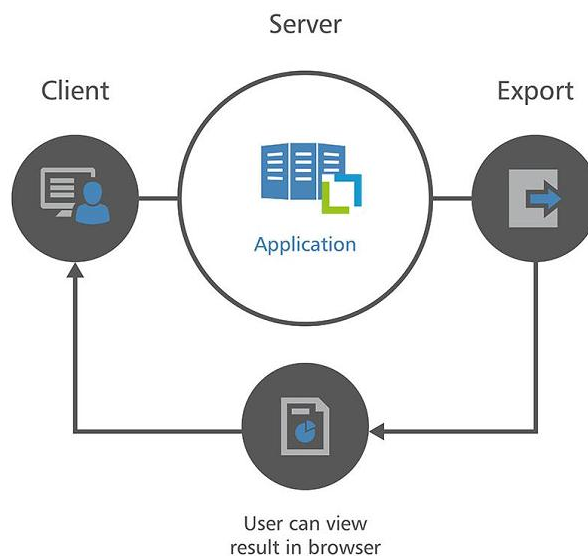 Server
Client
Export
Application
User can view
result in browser